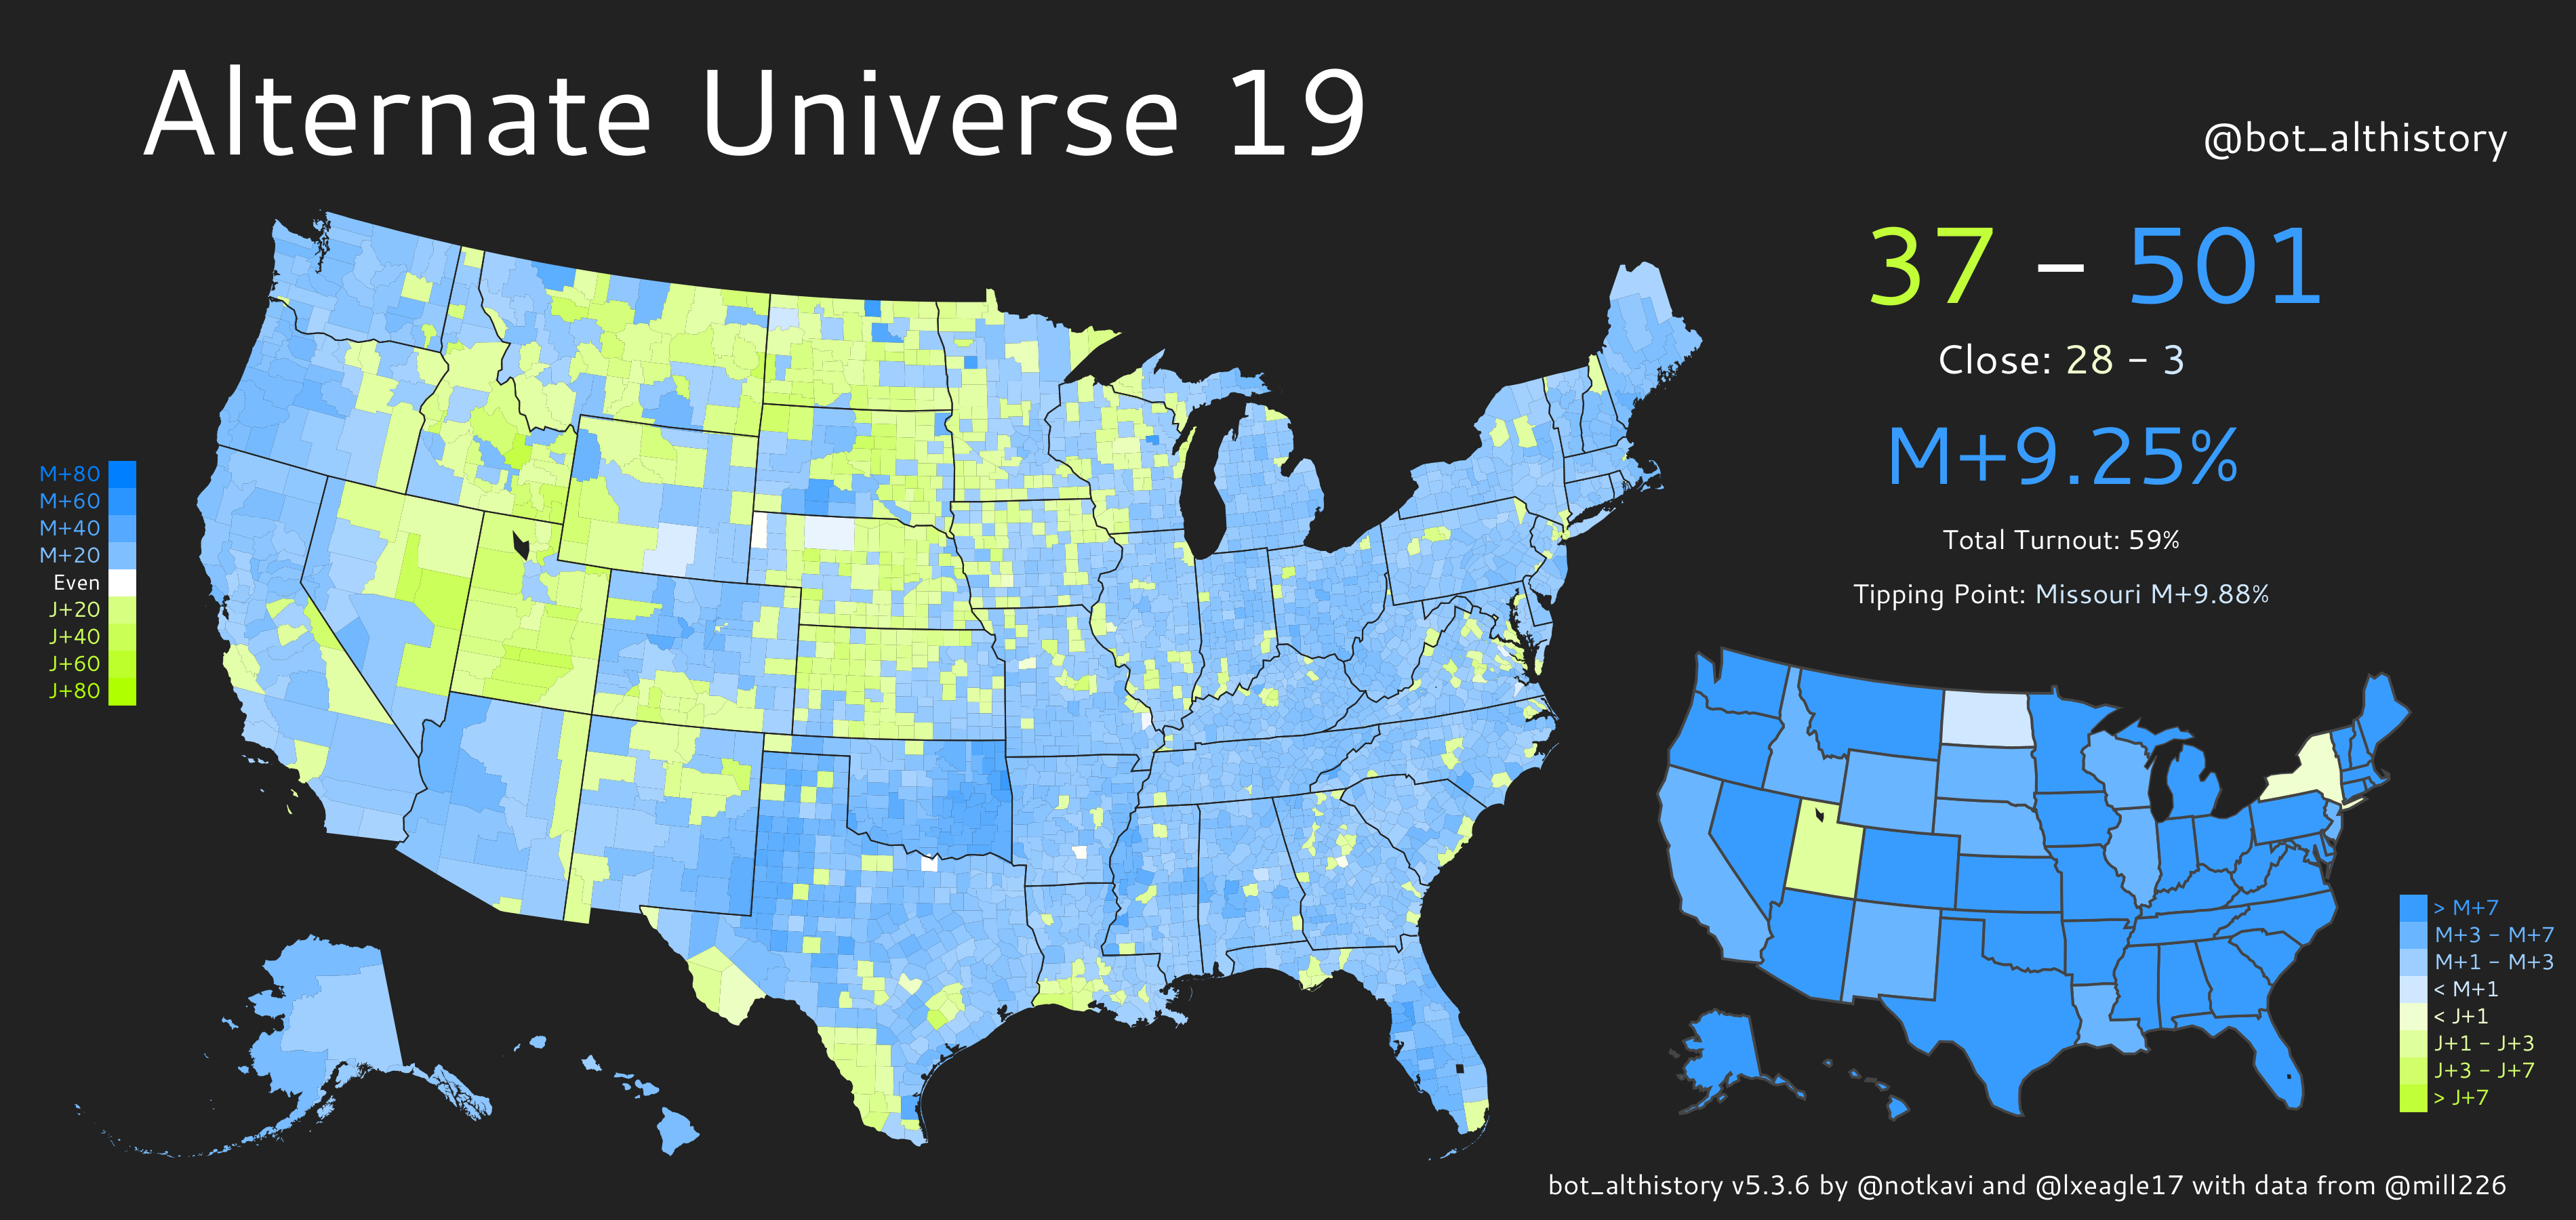 Alternate Universe 19
@bot_althistory
37 – 501
Close: 28 - 3
M+9.25%
Total Turnout: 59%
Tipping Point: Missouri M+9.88%
M+80
M+60
M+40
M+20
Even
J+20
J+40
J+60
J+80
> M+7
M+3 - M+7
M+1 - M+3
< M+1
< J+1
J+1 - J+3
J+3 - J+7
> J+7
bot_althistory v5.3.6 by @notkavi and @lxeagle17 with data from @mill226